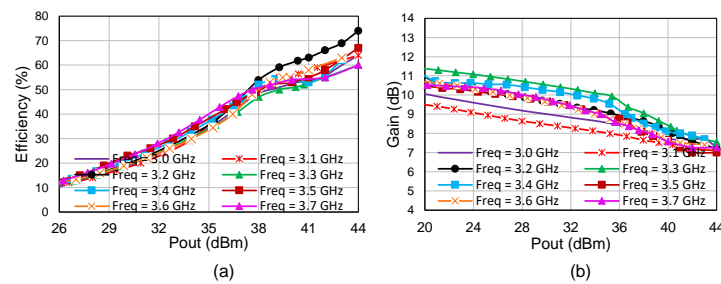 80
70
60
50
40
30
20
10
0
Efficiency (%)
Freq = 3.0 GHz
Freq = 3.1 GHz
Freq = 3.2 GHz
Freq = 3.3 GHz
Freq = 3.4 GHz
Freq = 3.5 GHz
Freq = 3.6 GHz
Freq = 3.7 GHz
26 29 32 35 38 41 44
Pout (dBm)
(a)
14
13
12
11
10
9
8
7
6
5
4
Gain (dB)
Freq = 3.0 GHz
Freq = 3.1 GHz
Freq = 3.2 GHz
Freq = 3.3 GHz
Freq = 3.4 GHz
Freq = 3.5 GHz
Freq = 3.6 GHz
Freq = 3.7 GHz
20 24 28 32 36 40 44
Pout (dBm)
(b)